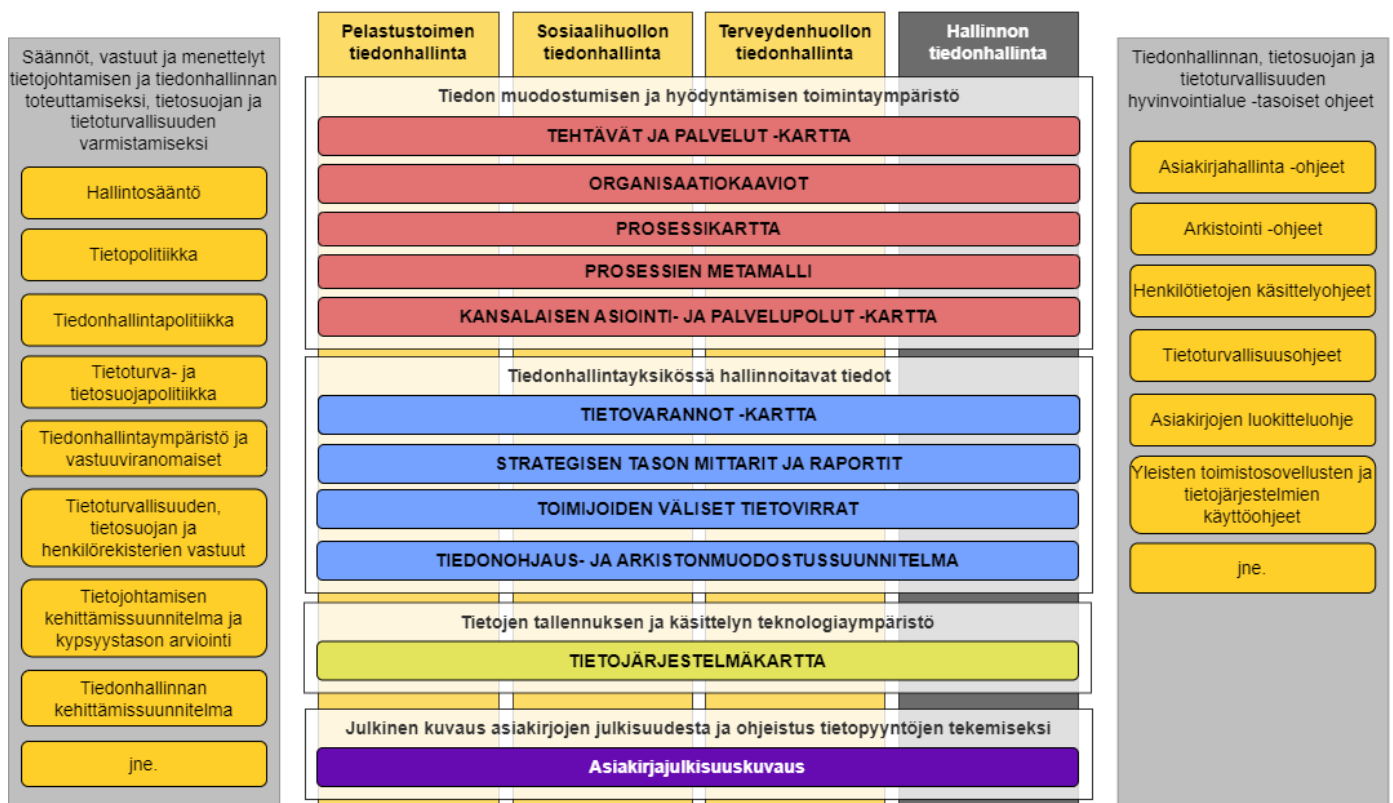 Säännöt, vastuut ja menettelyt
tietojohtamisen ja tiedonhallinnan
toteuttamiseksi, tietosuojan ja
tietoturvallisuuden
varmistamiseksi
Hallintosääntö
Tietopolitiikka
Tiedonhallintapolitiikka
Tietoturva- ja
tietosuojapolitiikka
Tiedonhallintaympäristö ja
vastuuviranomaiset
Tietoturvallisuuden,
tietosuojan ja
henkilörekisterien vastuut
Tietojohtamisen
kehittämissuunnitelma ja
kypsyystason arviointi
Tiedonhallinnan
kehittämissuunnitelma
jne.
Pelastustoimen
tiedonhallinta
Sosiaalihuollon
tiedonhallinta
Terveydenhuollon
tiedonhallinta
Hallinnon
tiedonhallinta
Tiedon muodostumisen ja hyödyntämisen toimintaympäristö
TEHTÄVÄT JA PALVELUT -KARTTA
ORGANISAATIOKAAVIOT
PROSESSIKARTTA
PROSESSIEN METAMALLI
KANSALAISEN ASIOINTI- JA PALVELUPOLUT -KARTTA
Tiedonhallintayksikössä hallinnoitavat tiedot
TIETOVARANNOT -KARTTA
STRATEGISEN TASON MITTARIT JA RAPORTIT
TOIMIJOIDEN VÄLISET TIETOVIRRAT
TIEDONOHJAUS- JA ARKISTONMUODOSTUSSUUNNITELMA
Tietojen tallennuksen ja käsittelyn teknologiaympäristö
TIETOJÄRJESTELMÄKARTTA
Julkinen kuvaus asiakirjojen julkisuudesta ja ohjeistus tietopyyntöjen tekemiseksi
Asiakirjajulkisuuskuvaus
Tiedonhallinnan, tietosuojan ja
tietoturvallisuuden
hyvinvointialue -tasoiset ohjeet
Asiakirjahallinta -ohjeet
Arkistointi -ohjeet
Henkilötietojen käsittelyohjeet
Tietoturvallisuusohjeet
Asiakirjojen luokitteluohje
Yleisten toimistosovellusten ja
tietojärjestelmien
käyttöohjeet
jne.